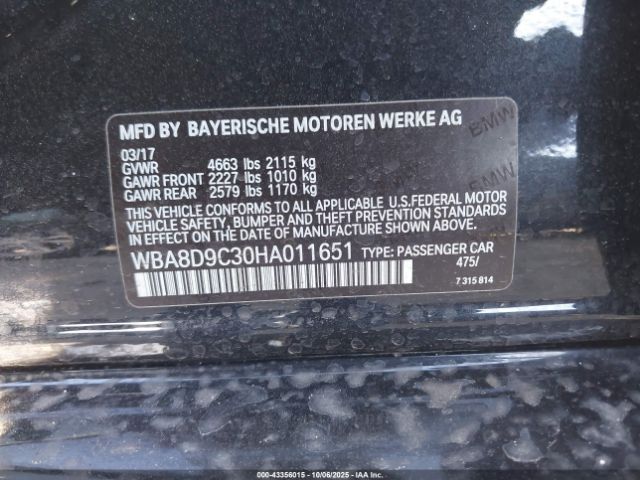 MFD BY BAYERISCHE MOTOREN WERKE AG
03/17
GVWR 4663 lbs 2115 kg
GAWR FRONT 2227 lbs 1010 kg
GAWR REAR 2579 lbs 1170 kg
THIS VEHICLE CONFORMS TO ALL APPLICABLE U.S.FEDERAL MOTOR
VEHICLE SAFETY, BUMPER AND THEFT PREVENTION STANDARDS
IN EFFECT ON THE DATE OF MANUFACTURE SHOWN ABOVE.
WBA8D9C30HA011651 TYPE: PASSENGER CAR
475/
7 315 814
BMW
BMW
Owner: 000-43356015 - 10/06/2025 - IAA Inc.